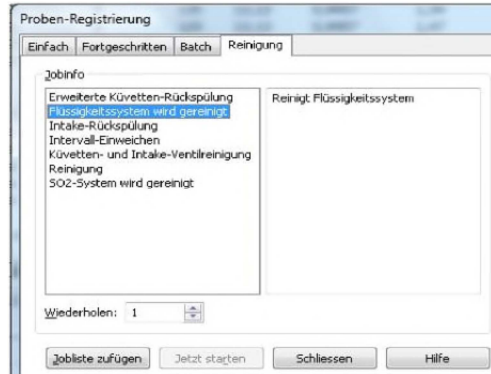 Proben-Registrierung
Einfach Fortgeschritten Batch Reinigung
Jobinfo
Erweiterte Küvetten-Rückspülung
Flüssigkeitssystem wird gereinigt
Intake-Rückspülung
Intervall-Einweichen
Küvetten- und Intake-Ventilreinigung
Reinigung
SO2-System wird gereinigt
Reinigt Flüssigkeitssystem
Wiederholen: 1
Jobliste zufügen Jetzt starten Schliessen Hilfe